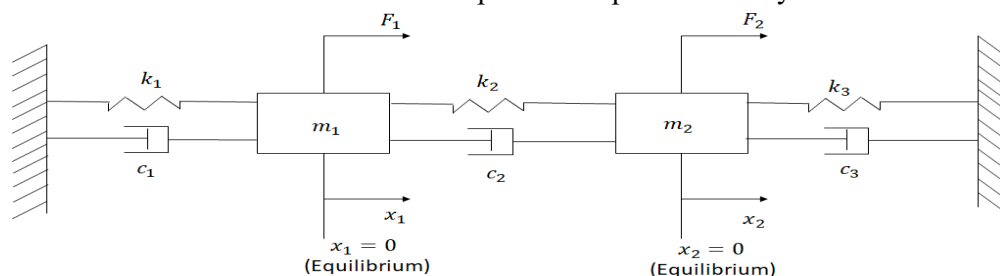 F₁ F₂
k₁ k₂ k₃
m₁ m₂
c₁ c₂ c₃
x₁ x₂
x₁ = 0 x₂ = 0
(Equilibrium) (Equilibrium)